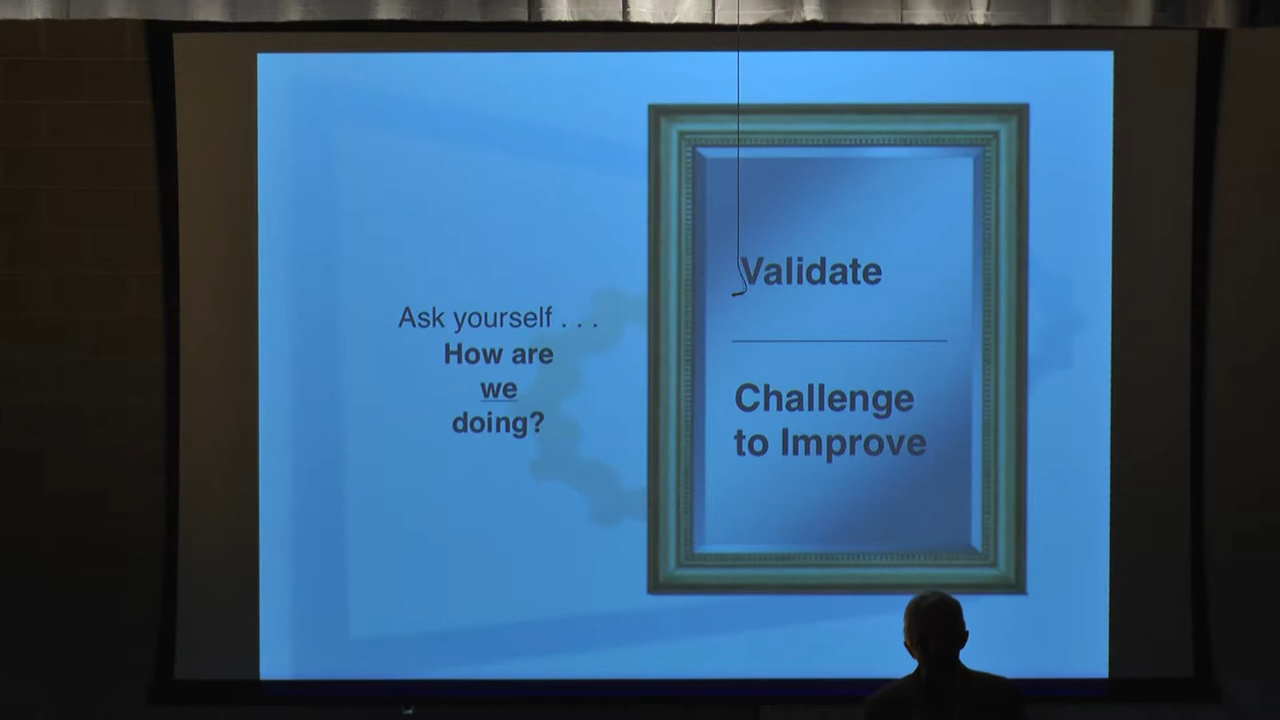 Ask yourself . . .
How are
we
doing?
Validate
Challenge
to Improve